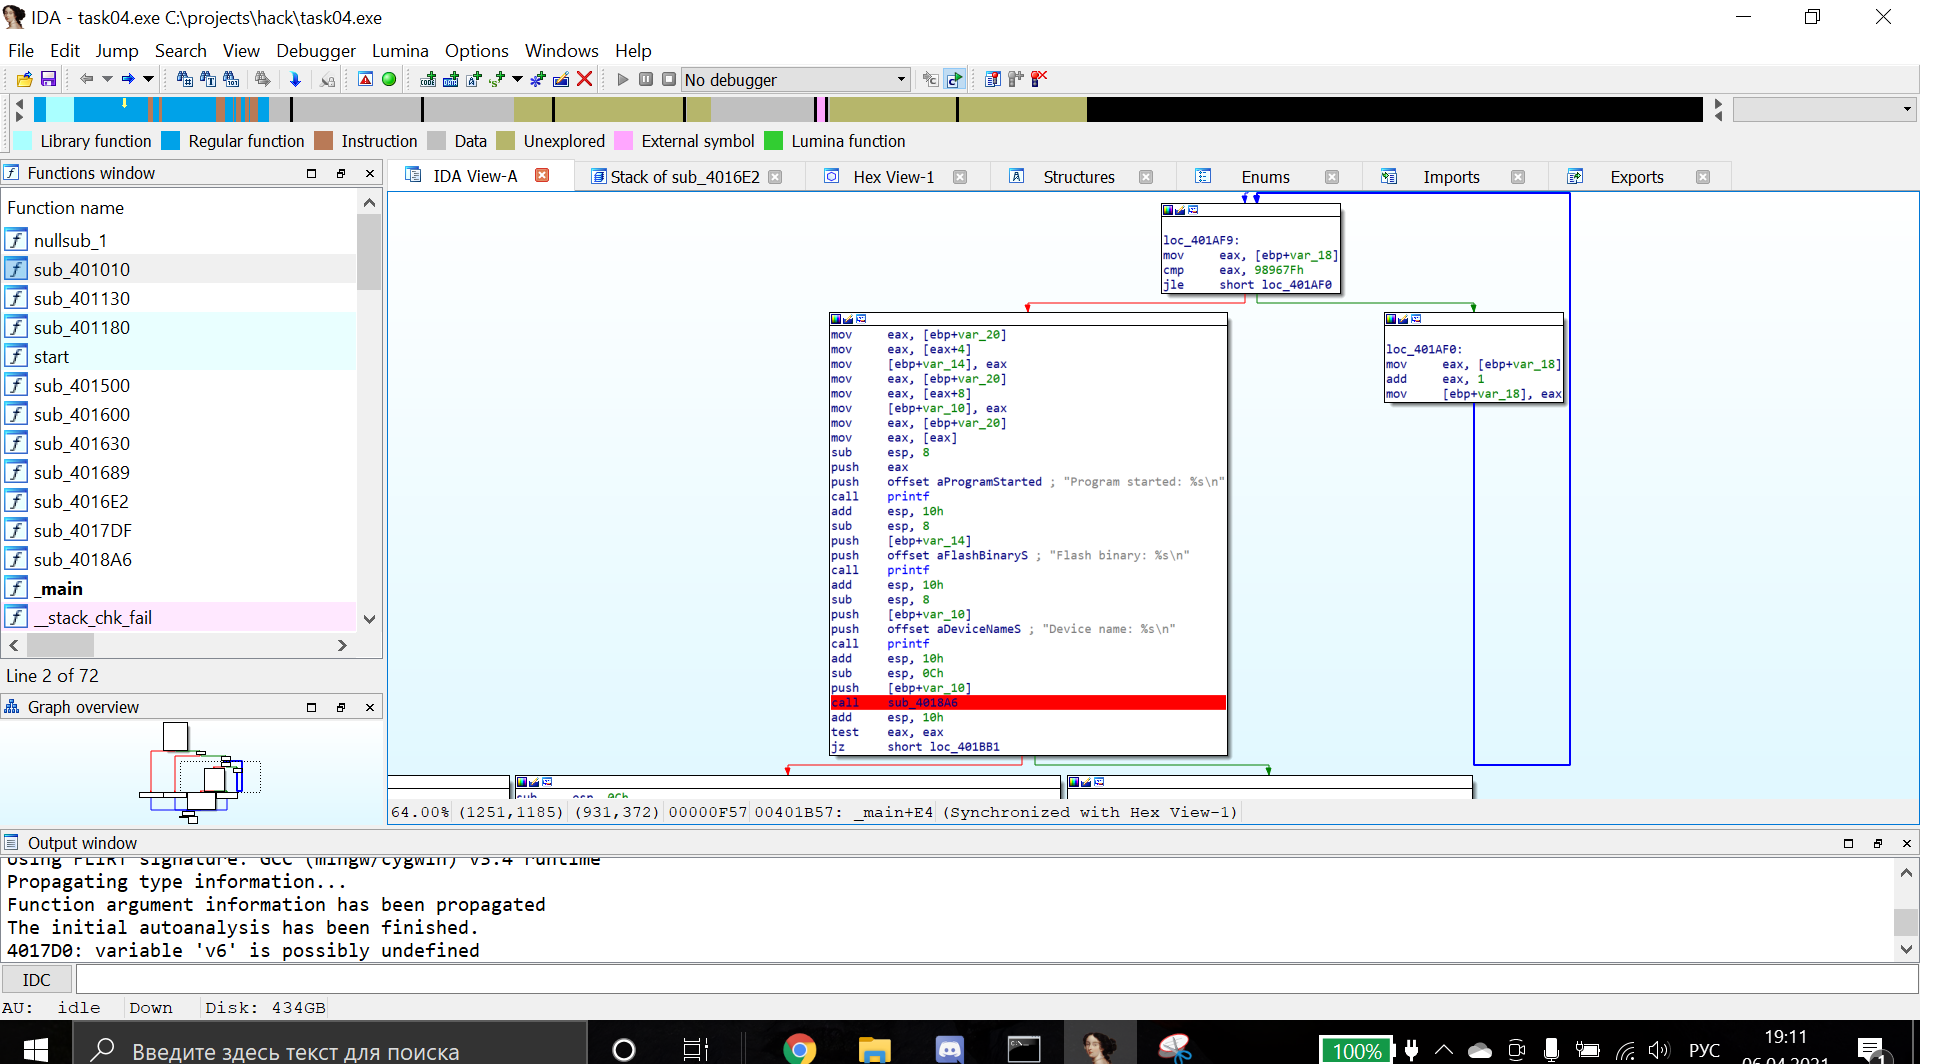 IDA - task04.exe C:\projects\hack\task04.exe
File Edit Jump Search View Debugger Lumina Options Windows Help
No debugger
Library function Regular function Instruction Data Unexplored External symbol Lumina function
Functions window
IDA View-A Stack of sub_4016E2 Hex View-1 Structures Enums Imports Exports
Function name
nullsub_1
sub_401010
sub_401130
sub_401180
start
sub_401500
sub_401600
sub_401630
sub_401689
sub_4016E2
sub_4017DF
sub_4018A6
_main
__stack_chk_fail
Line 2 of 72
Graph overview
loc_401AF9:
mov eax, [ebp+var_18]
cmp eax, 98967Fh
jle short loc_401AF0
mov eax, [ebp+var_20]
mov eax, [eax+4]
mov [ebp+var_14], eax
mov eax, [ebp+var_20]
mov eax, [eax+8]
mov [ebp+var_10], eax
mov eax, [ebp+var_20]
mov eax, [eax]
sub esp, 8
push eax
push offset aProgramStarted ; "Program started: %s\n"
call printf
add esp, 10h
sub esp, 8
push [ebp+var_14]
push offset aFlashBinaryS ; "Flash binary: %s\n"
call printf
add esp, 10h
sub esp, 8
push [ebp+var_10]
push offset aDeviceNameS ; "Device name: %s\n"
call printf
add esp, 10h
sub esp, 0Ch
push [ebp+var_10]
call sub_4018A6
add esp, 10h
test eax, eax
jz short loc_401BB1
loc_401AF0:
mov eax, [ebp+var_18]
add eax, 1
mov [ebp+var_18], eax
sub esp, 0Ch
64.00% (1251,1185) (931,372) 00000F57 00401B57: _main+E4 (Synchronized with Hex View-1)
Output window
Using FLIRT signature: GCC (mingw/cygwin) v3.4 runtime
Propagating type information...
Function argument information has been propagated
The initial autoanalysis has been finished.
4017D0: variable 'v6' is possibly undefined
IDC
AU: idle Down Disk: 434GB
Введите здесь текст для поиска
100%
РУС
19:11
06.04.2021
1